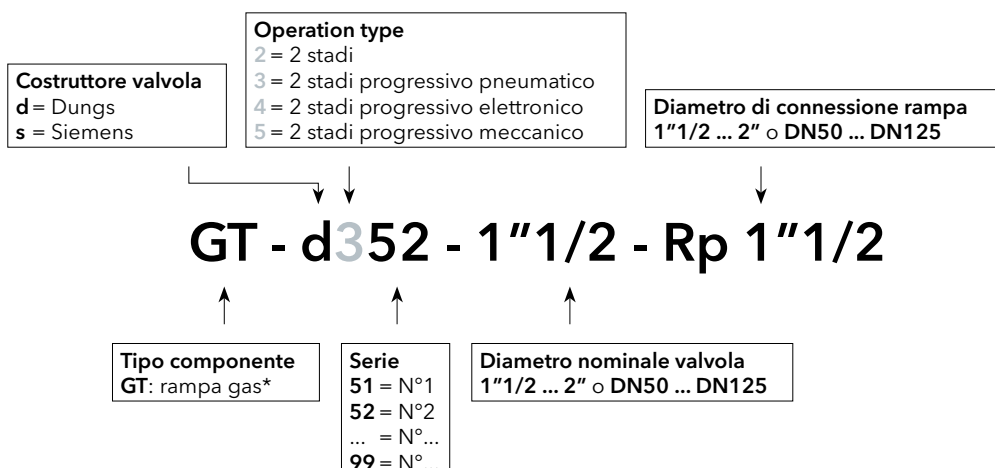 Operation type
2 = 2 stadi
3 = 2 stadi progressivo pneumatico
4 = 2 stadi progressivo elettronico
5 = 2 stadi progressivo meccanico
Costruttore valvola
d = Dungs
s = Siemens
Diametro di connessione rampa
1"1/2 ... 2" o DN50 ... DN125
GT - d352 - 1"1/2 - Rp 1"1/2
Tipo componente
GT: rampa gas*
Serie
51 = N°1
52 = N°2
... = N°...
99 = N°...
Diametro nominale valvola
1"1/2 ... 2" o DN50 ... DN125